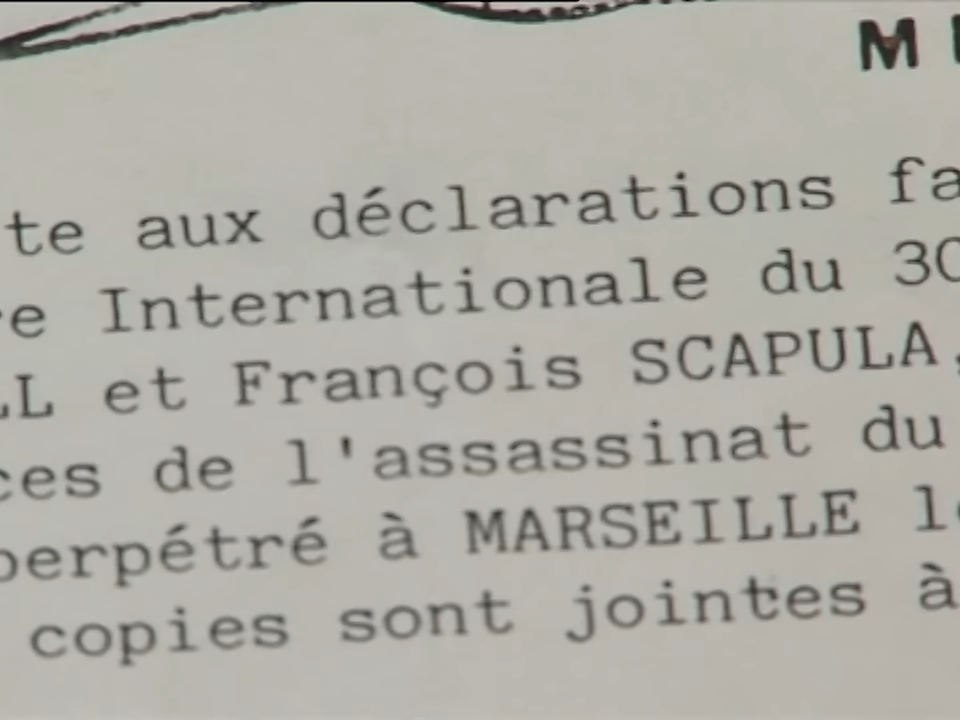 M
te aux déclarations fa
e Internationale du 30
LL et François SCAPULA,
ces de l'assassinat du
perpétré à MARSEILLE le
copies sont jointes à